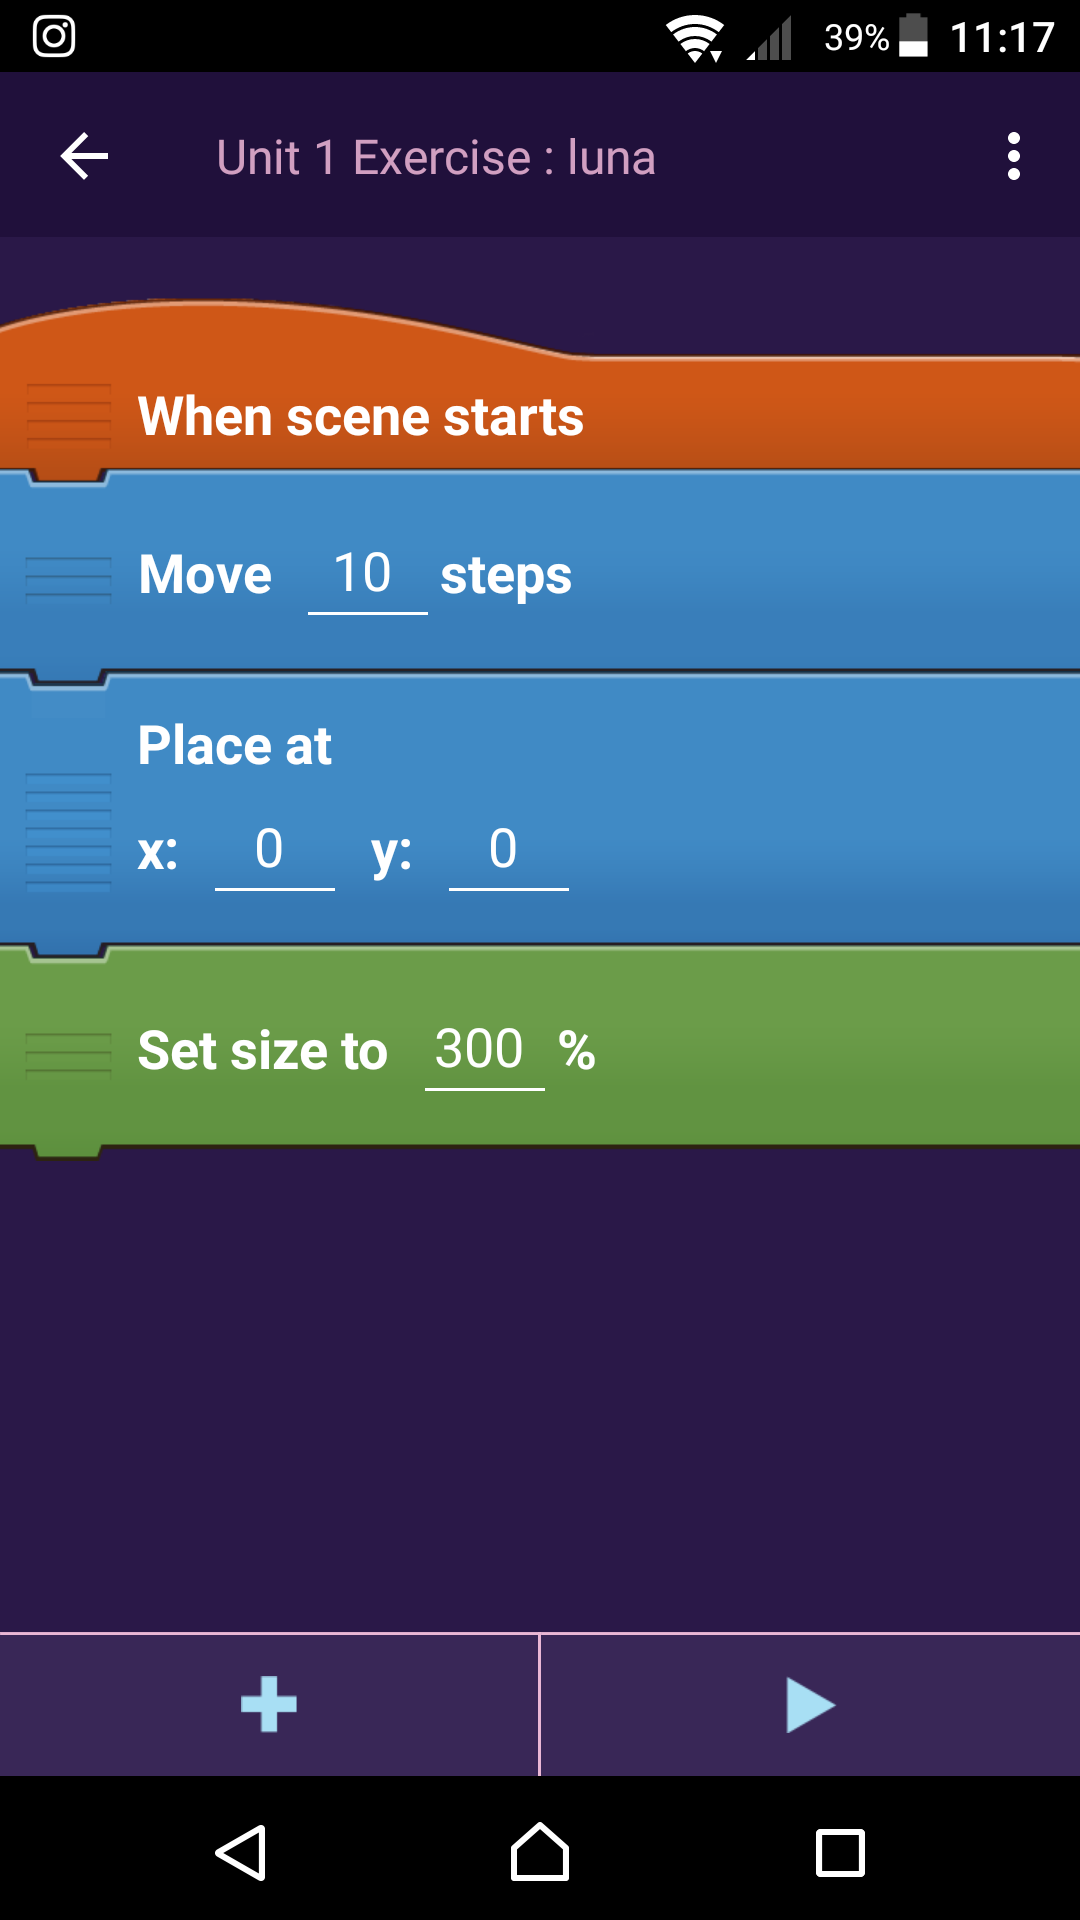 39% 11:17
Unit 1 Exercise : luna
When scene starts
Move 10 steps
Place at
x: 0 y: 0
Set size to 300 %